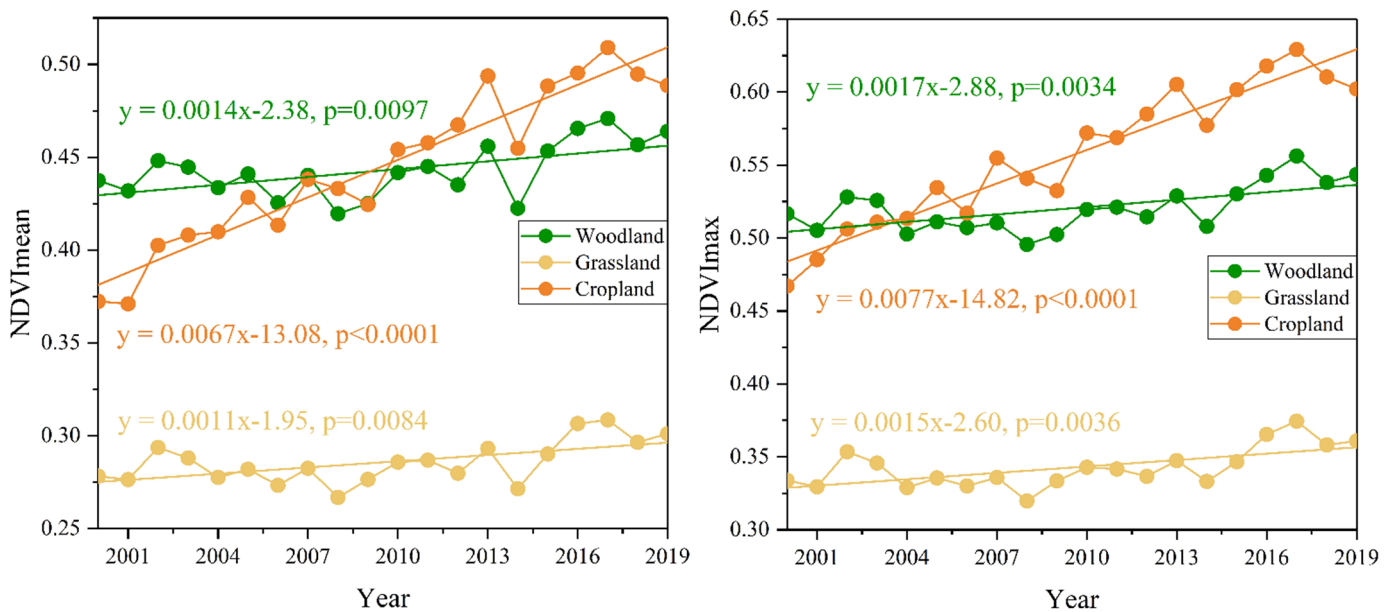 NDVImean
0.50
0.45
0.40
0.35
0.30
0.25
y = 0.0014x-2.38, p=0.0097
Woodland
Grassland
Cropland
y = 0.0067x-13.08, p<0.0001
y = 0.0011x-1.95, p=0.0084
2001 2004 2007 2010 2013 2016 2019
Year
NDVImax
0.65
0.60
0.55
0.50
0.45
0.40
0.35
0.30
y = 0.0017x-2.88, p=0.0034
Woodland
Grassland
Cropland
y = 0.0077x-14.82, p<0.0001
y = 0.0015x-2.60, p=0.0036
2001 2004 2007 2010 2013 2016 2019
Year